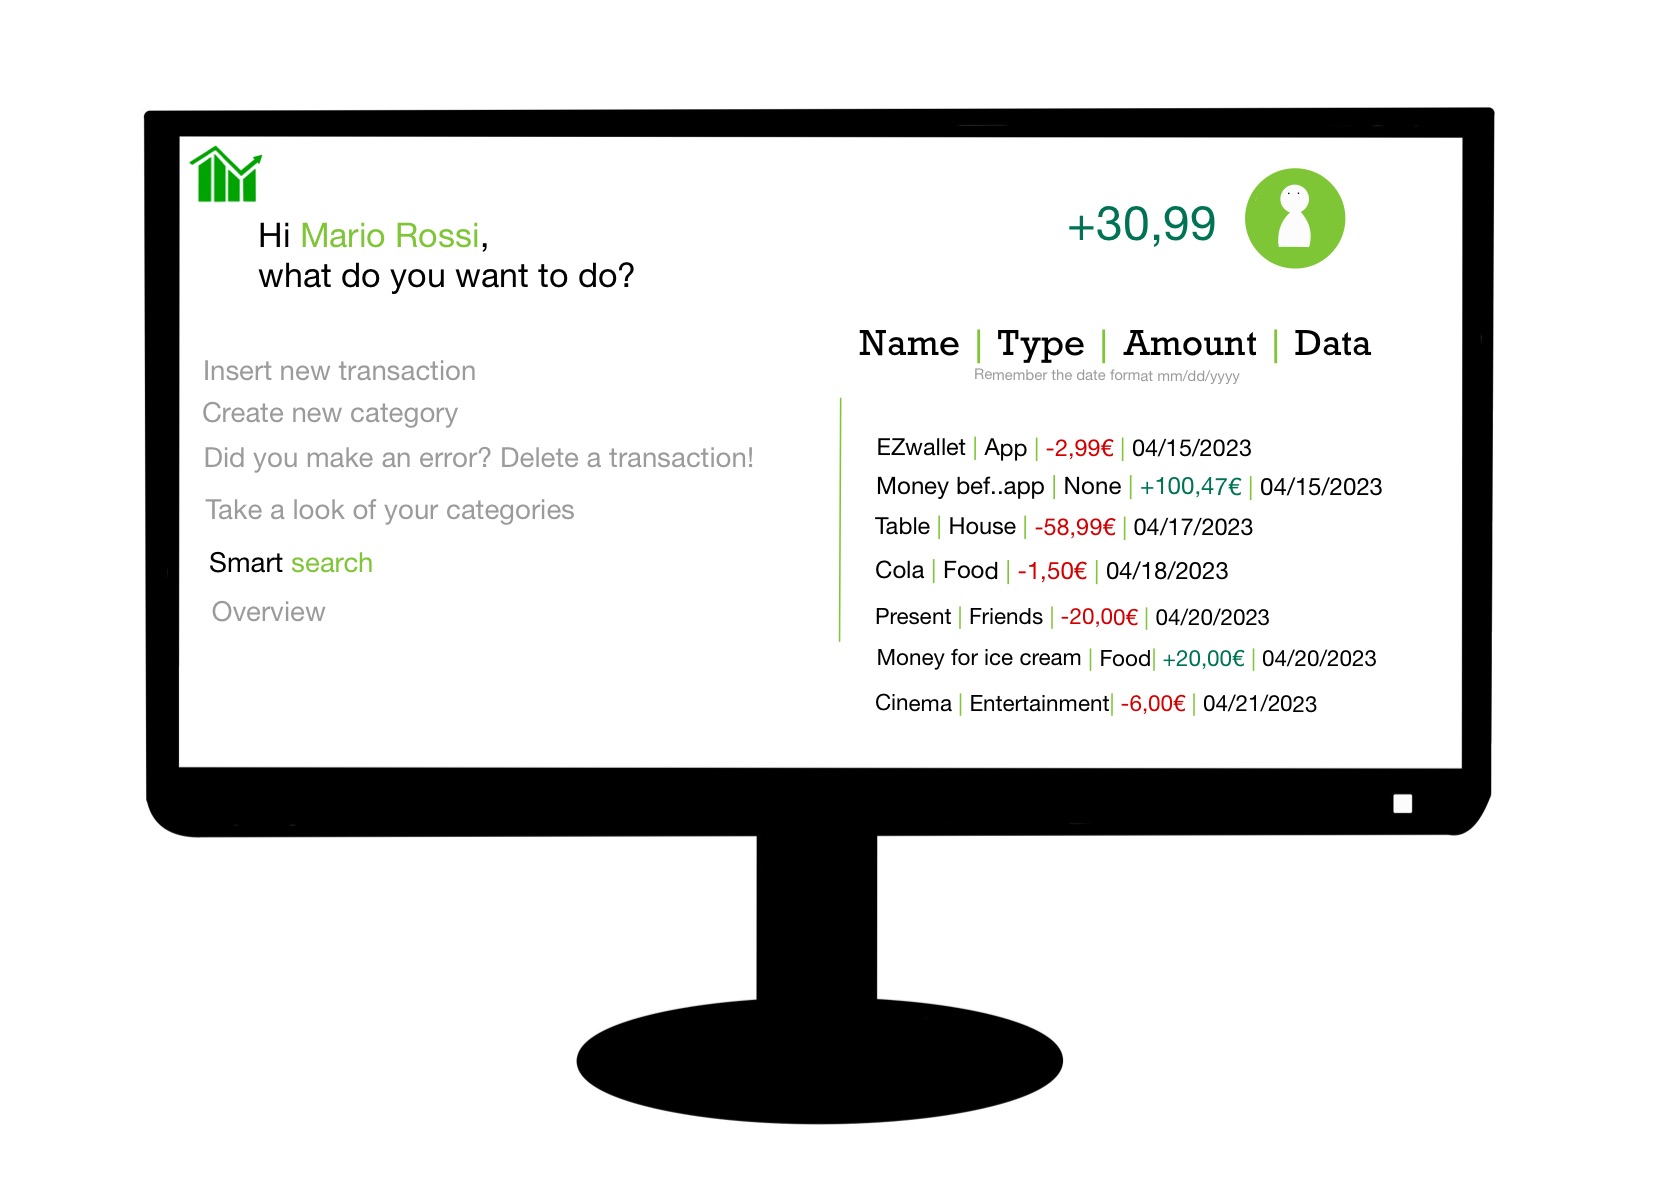 Hi Mario Rossi,
what do you want to do?
+30,99
Insert new transaction
Create new category
Did you make an error? Delete a transaction!
Take a look of your categories
Smart search
Overview
Name | Type | Amount | Data
Remember the date format mm/dd/yyyy
EZwallet | App | -2,99€ | 04/15/2023
Money bef..app | None | +100,47€ | 04/15/2023
Table | House | -58,99€ | 04/17/2023
Cola | Food | -1,50€ | 04/18/2023
Present | Friends | -20,00€ | 04/20/2023
Money for ice cream | Food| +20,00€ | 04/20/2023
Cinema | Entertainment| -6,00€ | 04/21/2023